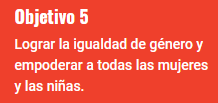 Objetivo 5
Lograr la igualdad de género y
empoderar a todas las mujeres
y las niñas.